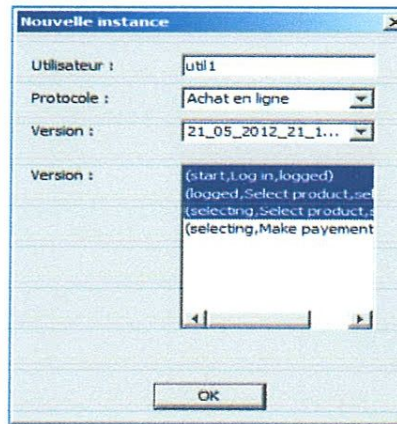 Nouvelle instance
Utilisateur : util1
Protocole : Achat en ligne
Version : 21_05_2012_21_1...
Version : (start,Log in,logged)
(logged,Select product,sel
(selecting,Select product,s
(selecting,Make payement
OK